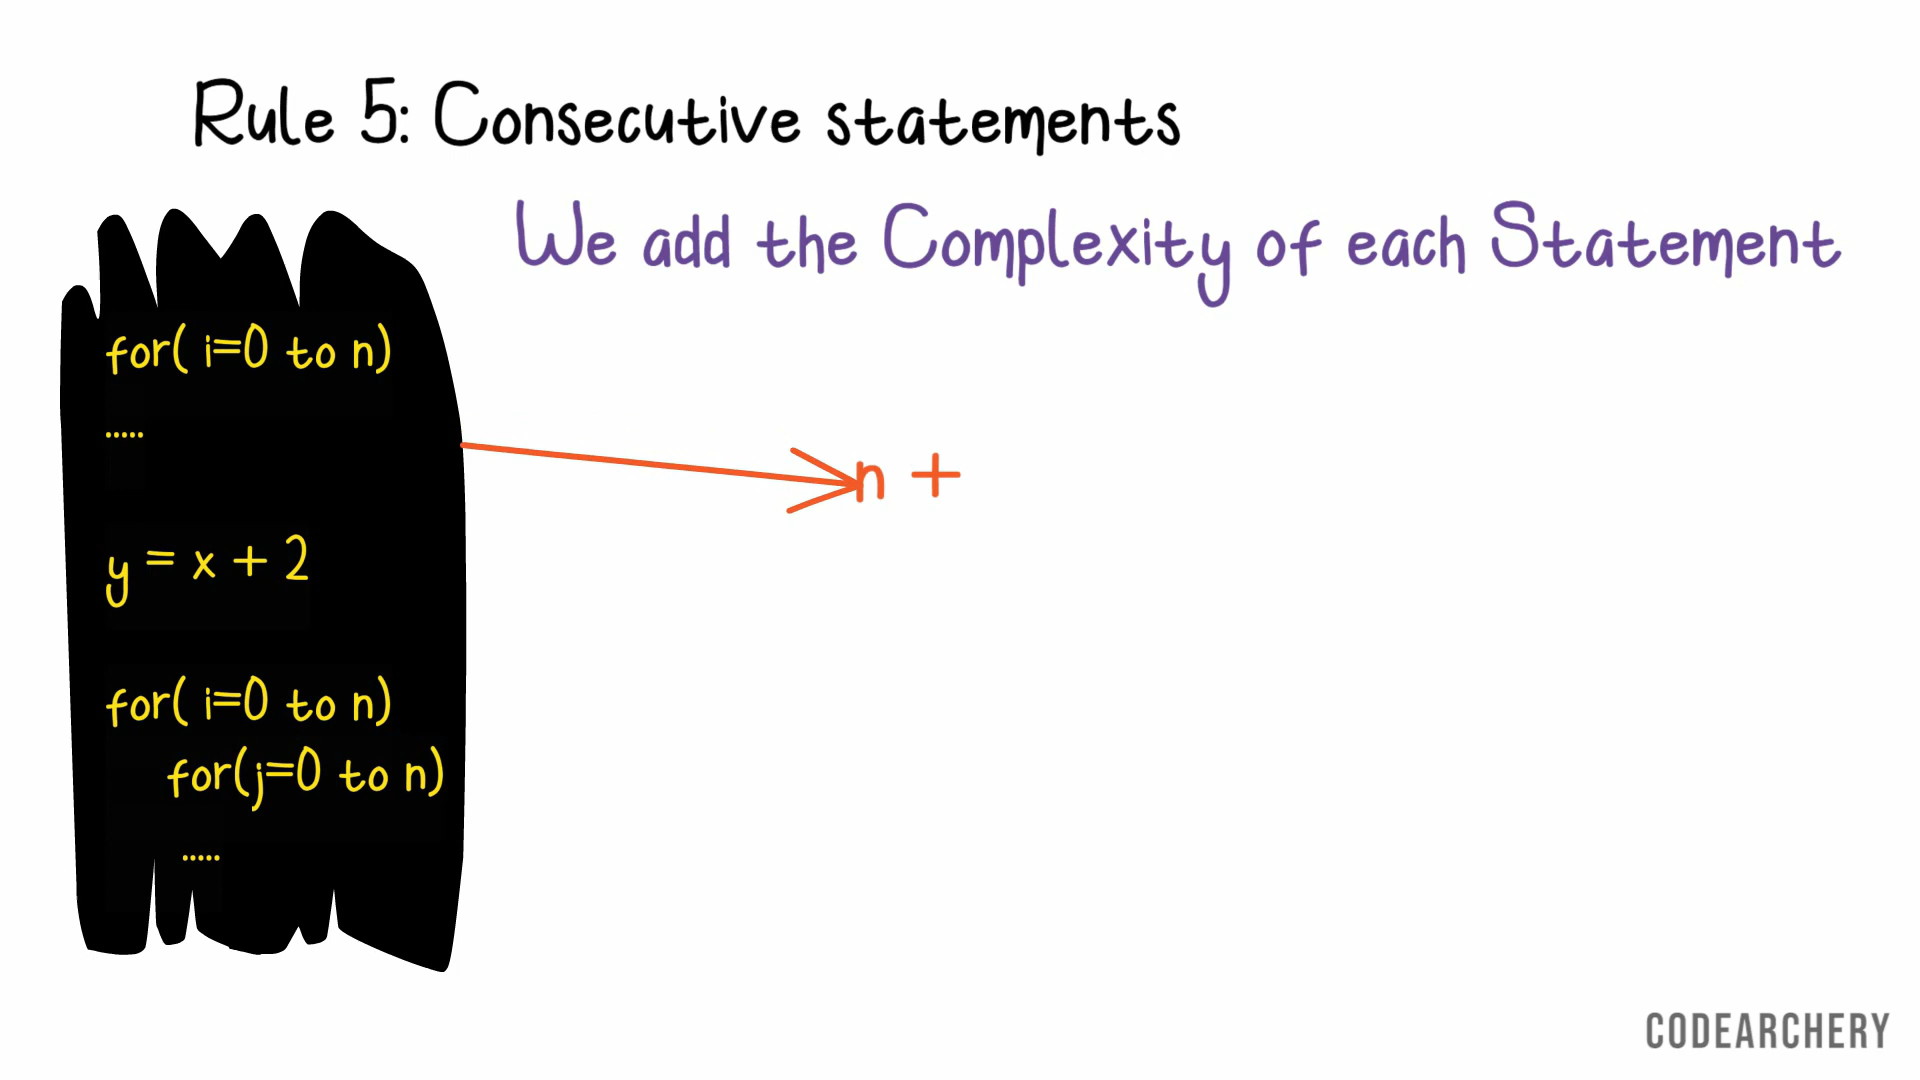 Rule 5: Consecutive statements
We add the Complexity of each Statement
for( i=0 to n)
.....
n +
y = x + 2
for( i=0 to n)
for(j=0 to n)
.....
CODEARCHERY